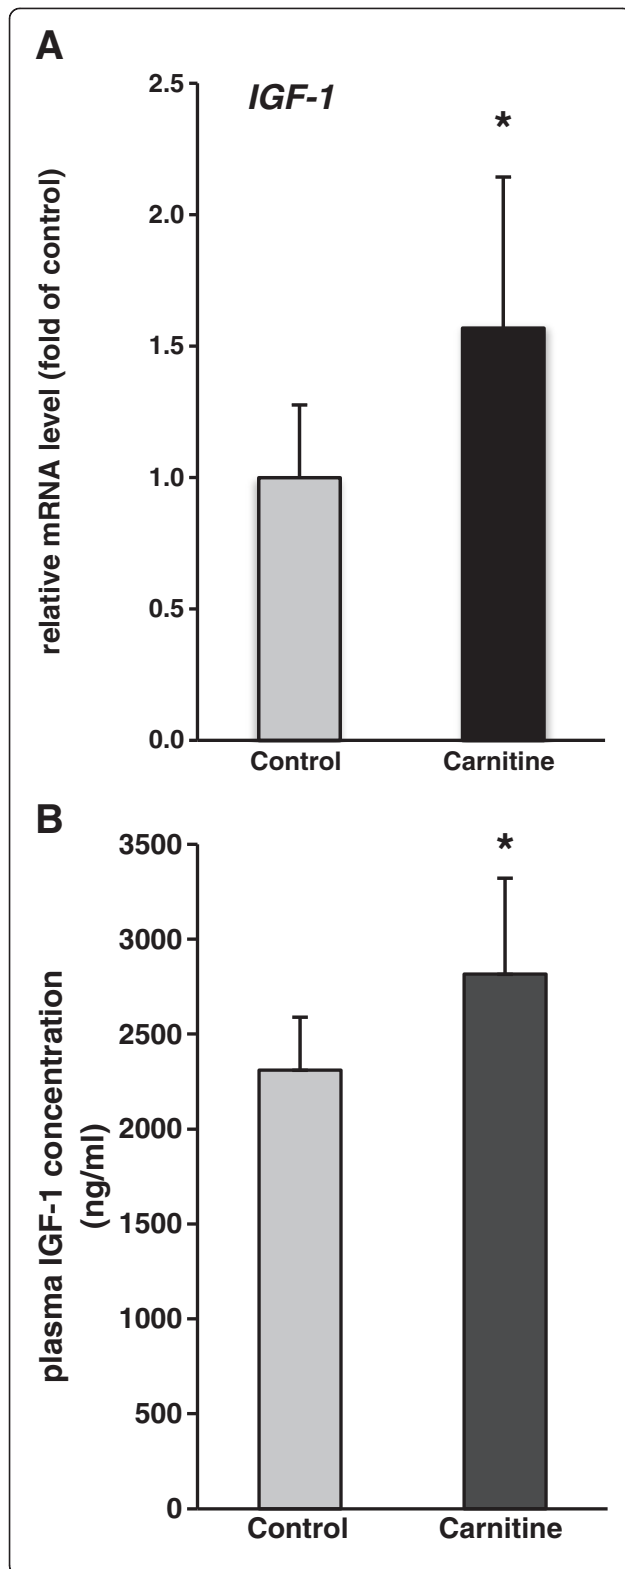 A
IGF-1
*
relative mRNA level (fold of control)
2.5
2.0
1.5
1.0
0.5
0.0
Control Carnitine
B
*
plasma IGF-1 concentration
(ng/ml)
3500
3000
2500
2000
1500
1000
500
0
Control Carnitine